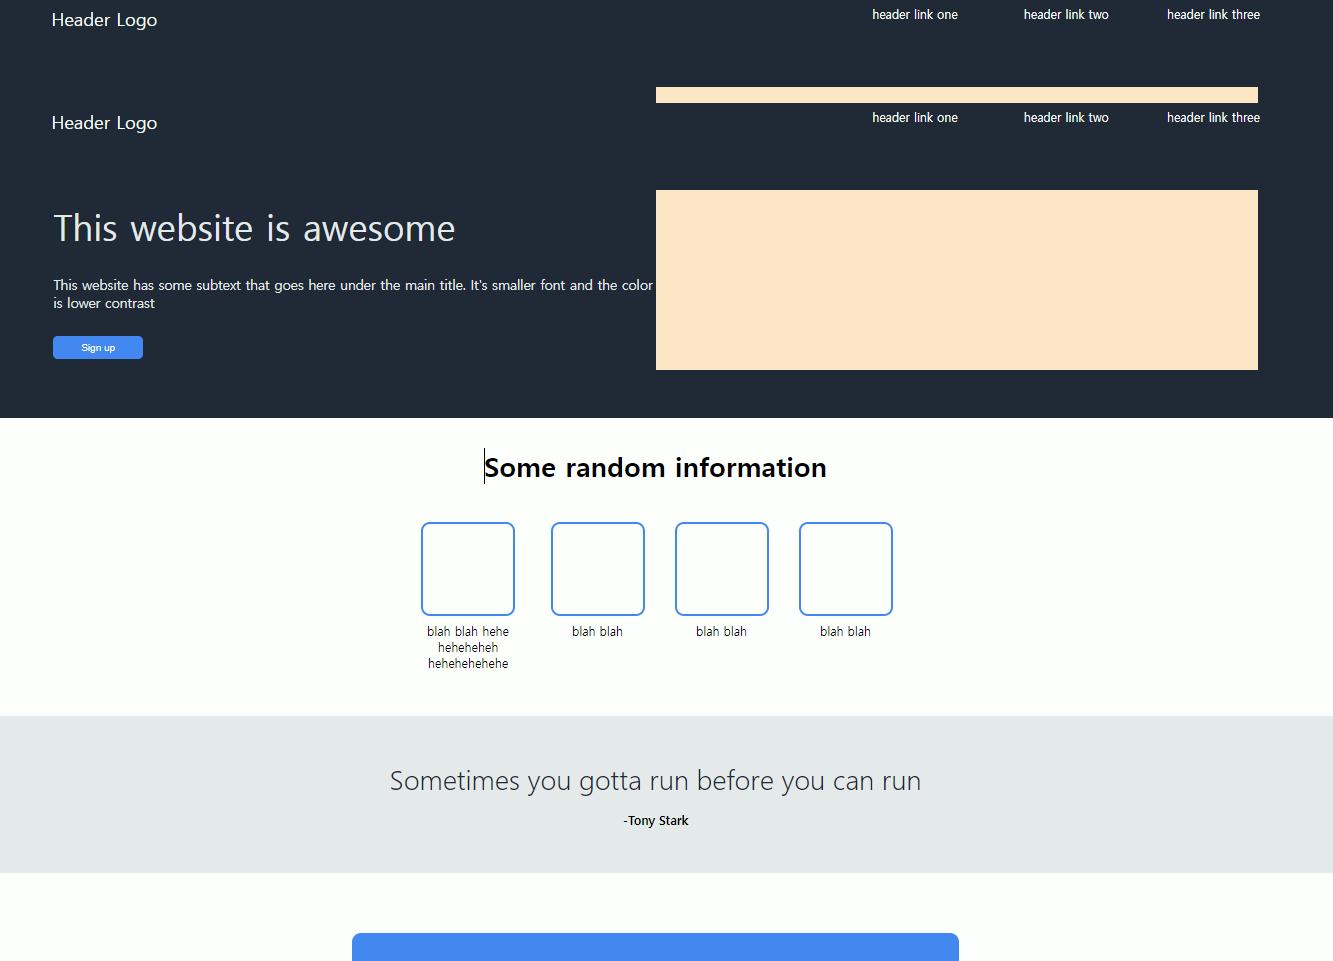 Header Logo
header link one
header link two
header link three
Header Logo
header link one
header link two
header link three
This website is awesome
This website has some subtext that goes here under the main title. It's smaller font and the color
is lower contrast
Sign up
Some random information
blah blah hehe
heheheheh
hehehehehehe
blah blah
blah blah
blah blah
Sometimes you gotta run before you can run
-Tony Stark